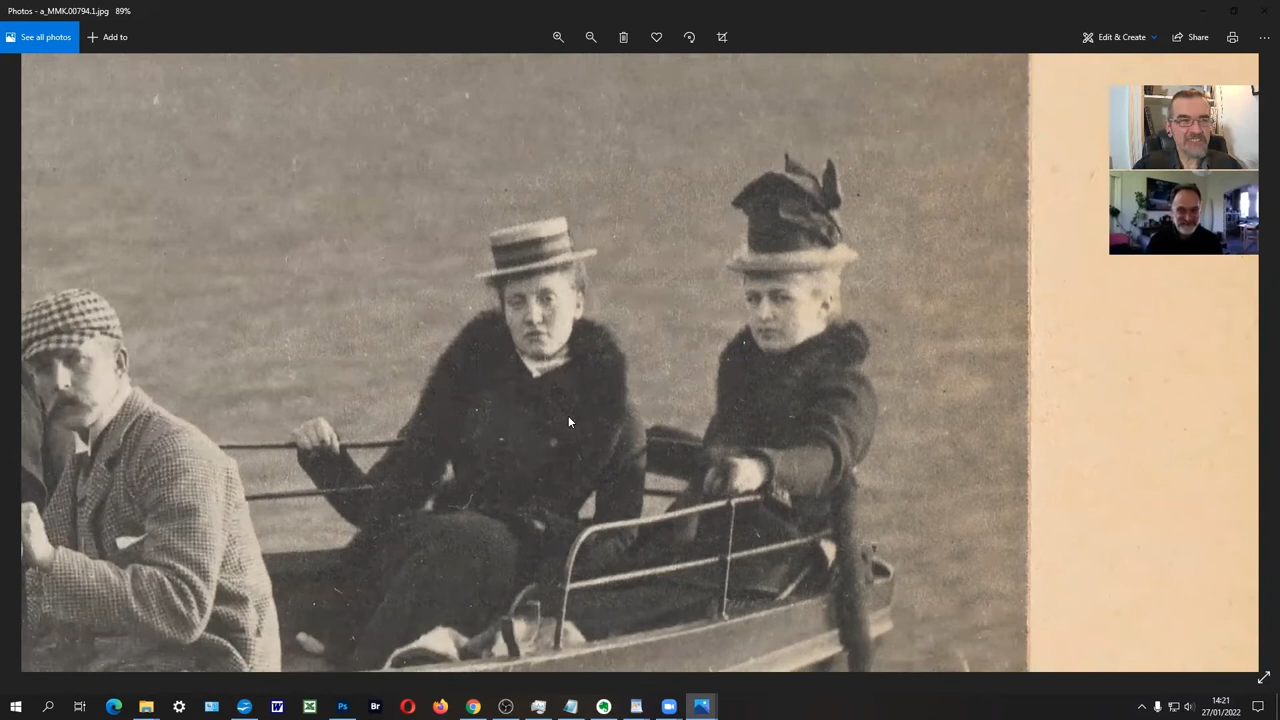 Photos - a_MMK.00794.1.jpg 89%
See all photos
Add to
Edit & Create
Share
14:21
27/01/2022